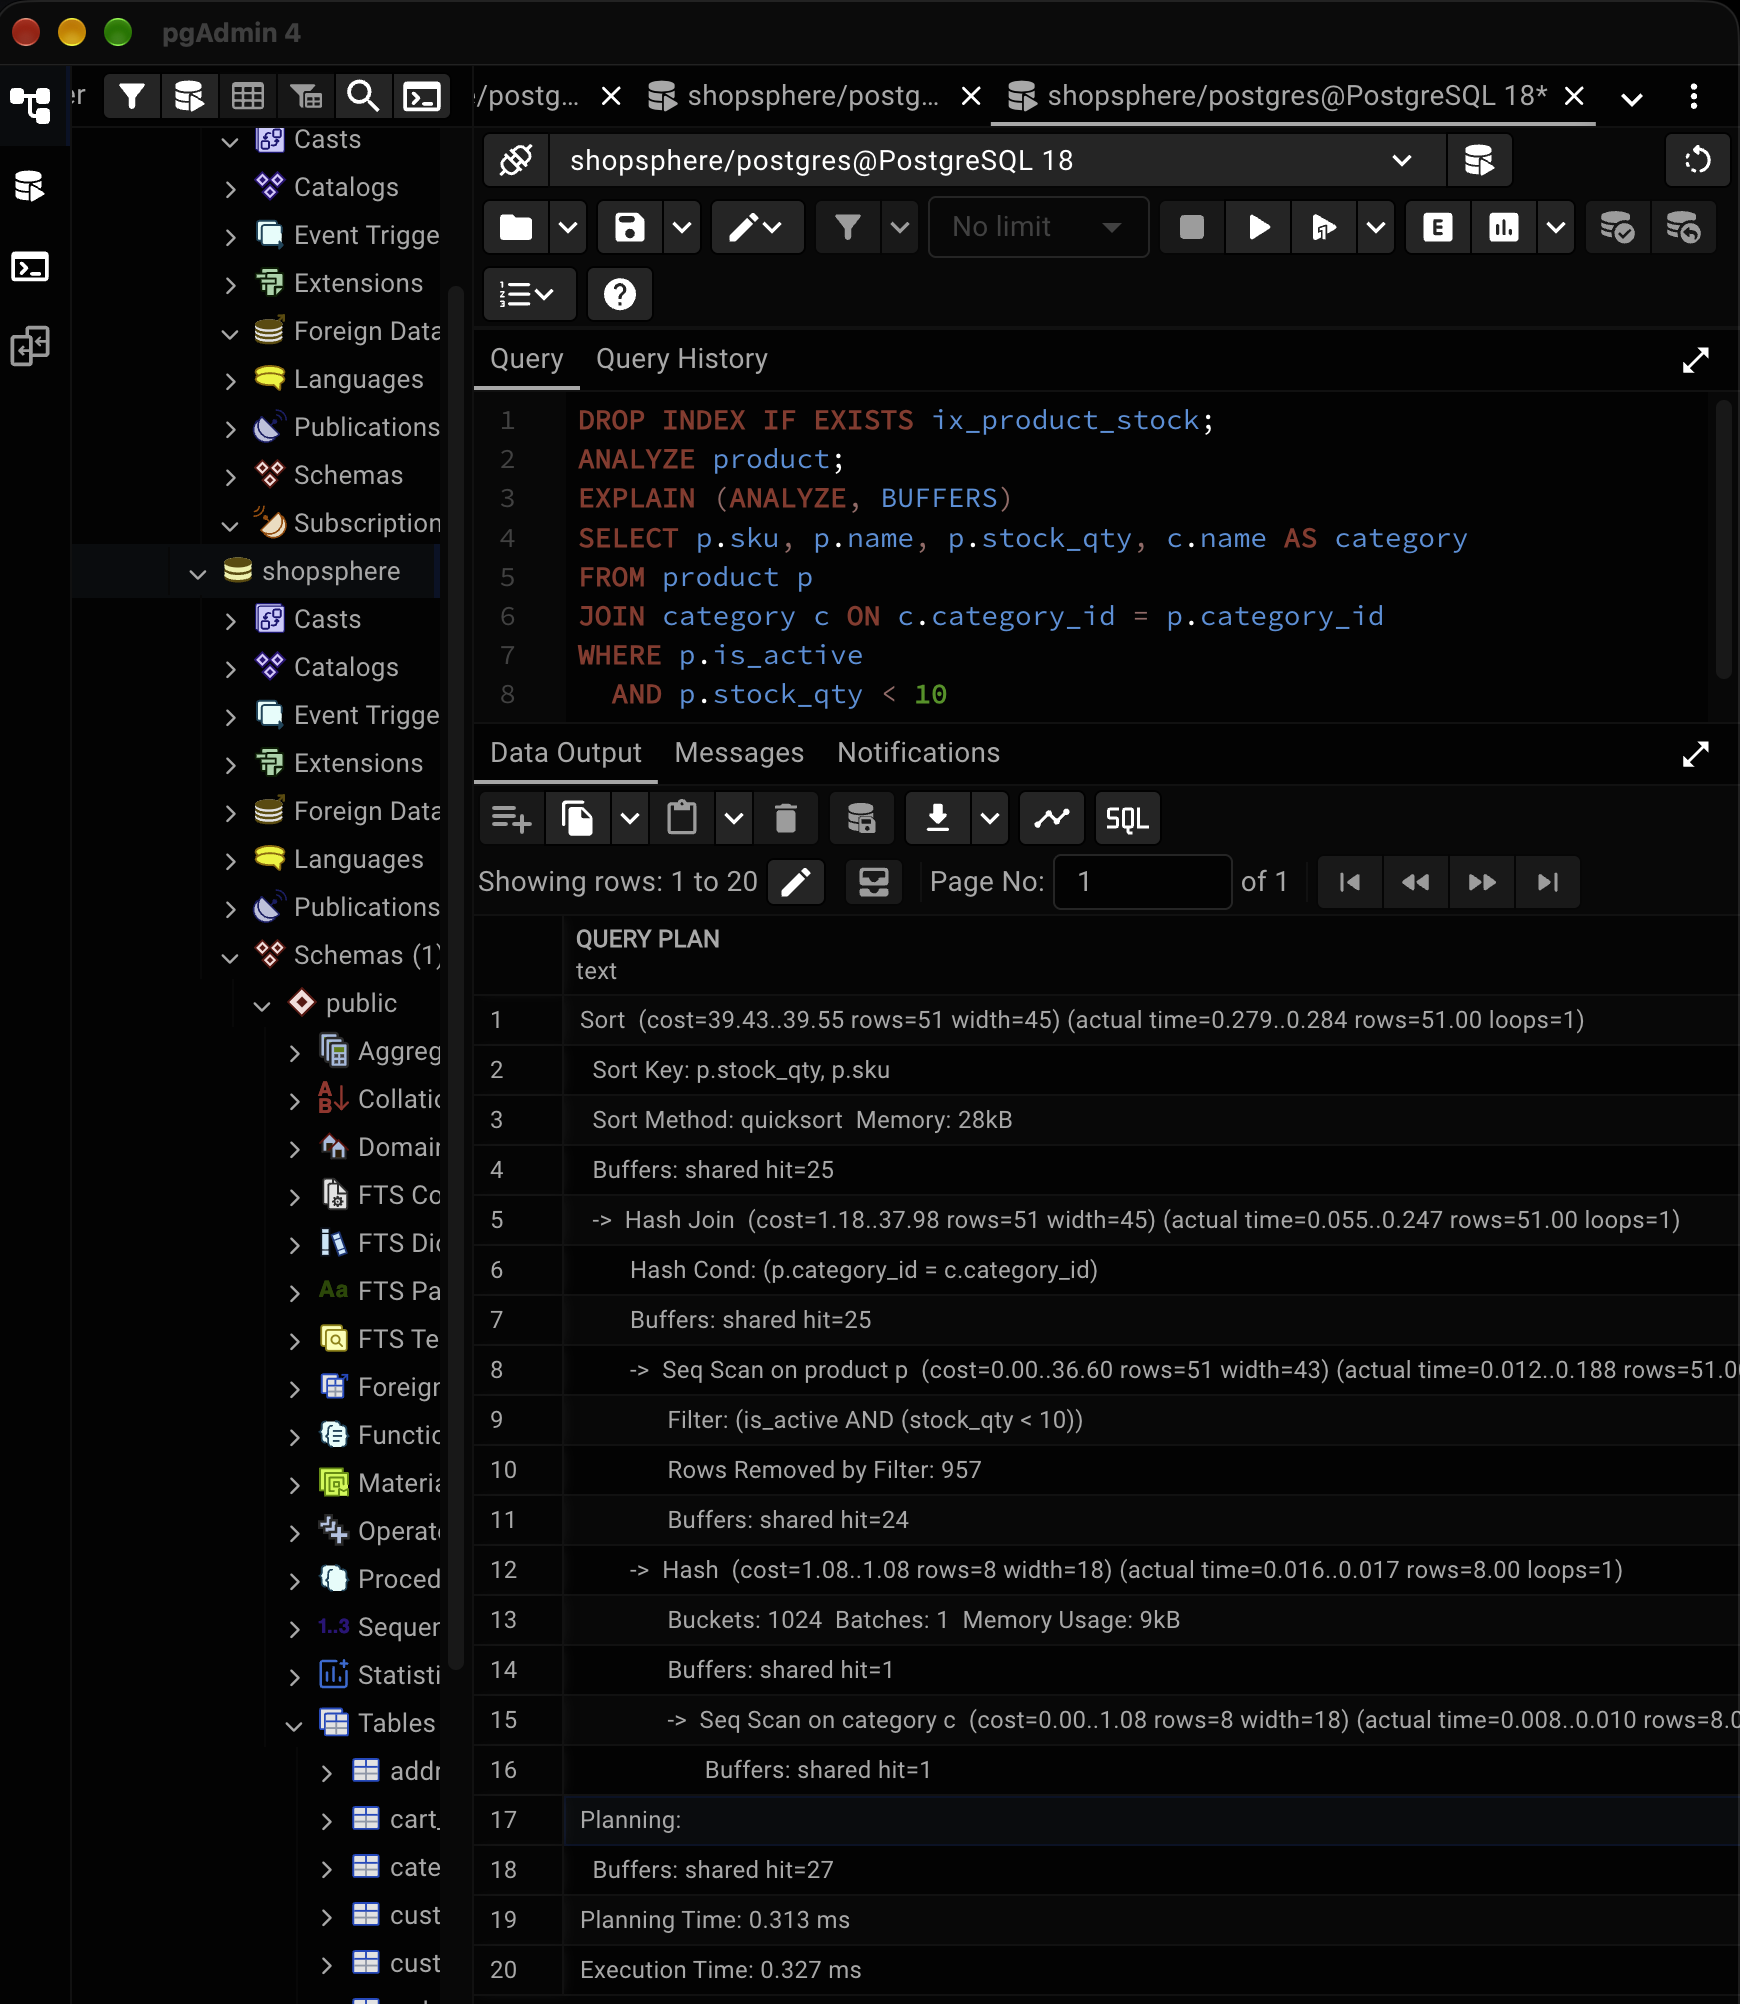 pgAdmin 4
er
/postg...
shopsphere/postg...
shopsphere/postgres@PostgreSQL 18*
shopsphere/postgres@PostgreSQL 18
No limit
E
Query
Query History
1 DROP INDEX IF EXISTS ix_product_stock;
2 ANALYZE product;
3 EXPLAIN (ANALYZE, BUFFERS)
4 SELECT p.sku, p.name, p.stock_qty, c.name AS category
5 FROM product p
6 JOIN category c ON c.category_id = p.category_id
7 WHERE p.is_active
8 AND p.stock_qty < 10
Data Output
Messages
Notifications
SQL
Showing rows: 1 to 20
Page No: 1 of 1
QUERY PLAN
text
1 Sort (cost=39.43..39.55 rows=51 width=45) (actual time=0.279..0.284 rows=51.00 loops=1)
2 Sort Key: p.stock_qty, p.sku
3 Sort Method: quicksort Memory: 28kB
4 Buffers: shared hit=25
5 -> Hash Join (cost=1.18..37.98 rows=51 width=45) (actual time=0.055..0.247 rows=51.00 loops=1)
6 Hash Cond: (p.category_id = c.category_id)
7 Buffers: shared hit=25
8 -> Seq Scan on product p (cost=0.00..36.60 rows=51 width=43) (actual time=0.012..0.188 rows=51.0
9 Filter: (is_active AND (stock_qty < 10))
10 Rows Removed by Filter: 957
11 Buffers: shared hit=24
12 -> Hash (cost=1.08..1.08 rows=8 width=18) (actual time=0.016..0.017 rows=8.00 loops=1)
13 Buckets: 1024 Batches: 1 Memory Usage: 9kB
14 Buffers: shared hit=1
15 -> Seq Scan on category c (cost=0.00..1.08 rows=8 width=18) (actual time=0.008..0.010 rows=8.0
16 Buffers: shared hit=1
17 Planning:
18 Buffers: shared hit=27
19 Planning Time: 0.313 ms
20 Execution Time: 0.327 ms
Casts
Catalogs
Event Trigge
Extensions
Foreign Data
Languages
Publications
Schemas
Subscription
shopsphere
Casts
Catalogs
Event Trigge
Extensions
Foreign Data
Languages
Publications
Schemas (1)
public
Aggreg
Collatic
Domair
FTS Co
FTS Dic
FTS Pa
FTS Te
Foreigr
Functic
Materia
Operat
Proced
1..3 Sequer
Statisti
Tables
addr
cart_
cate
cust
cust